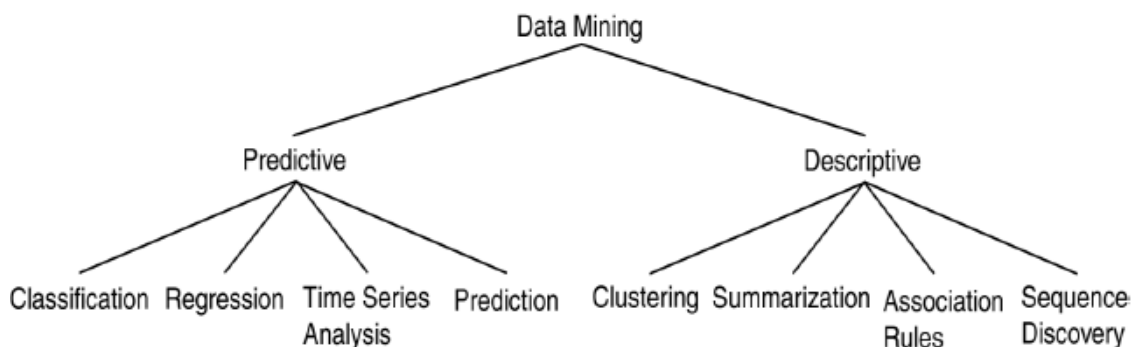 Data Mining
Predictive
Descriptive
Classification
Regression
Time Series
Analysis
Prediction
Clustering
Summarization
Association
Rules
Sequence
Discovery